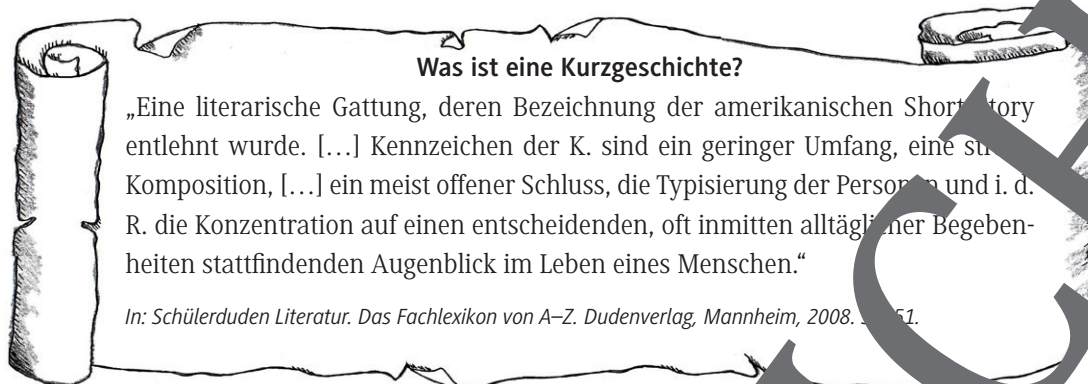 Was ist eine Kurzgeschichte?
„Eine literarische Gattung, deren Bezeichnung der amerikanischen
entlehnt wurde. […] Kennzeichen der K. sind ein geringer Umfang, eine
Komposition, […] ein meist offener Schluss, die Typisierung der Personen und i. d.
R. die Konzentration auf einen entscheidenden, oft inmitten alltäglicher Begeben-
heiten stattfindenden Augenblick im Leben eines Menschen.“
In: Schülerduden Literatur. Das Fachlexikon von A–Z. Dudenverlag, Mannheim, 2008.